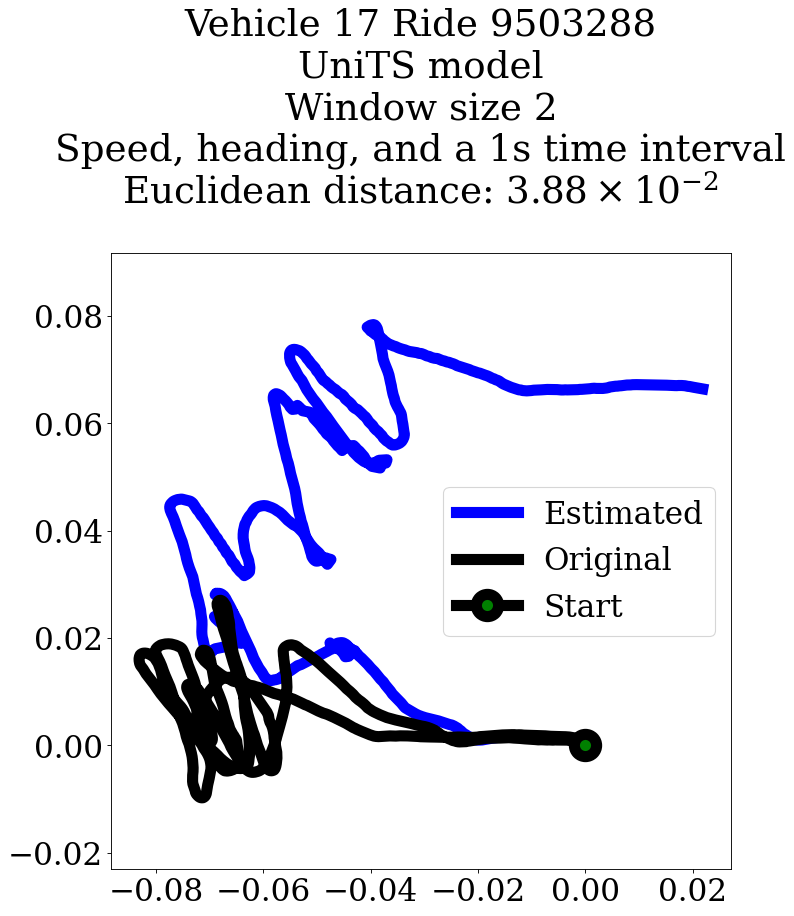 Vehicle 17 Ride 9503288
UniTS model
Window size 2
Speed, heading, and a 1s time interval
Euclidean distance: 3.88 × 10⁻²
0.08
0.06
0.04
0.02
0.00
−0.02
Estimated
Original
Start
−0.08 −0.06 −0.04 −0.02 0.00 0.02